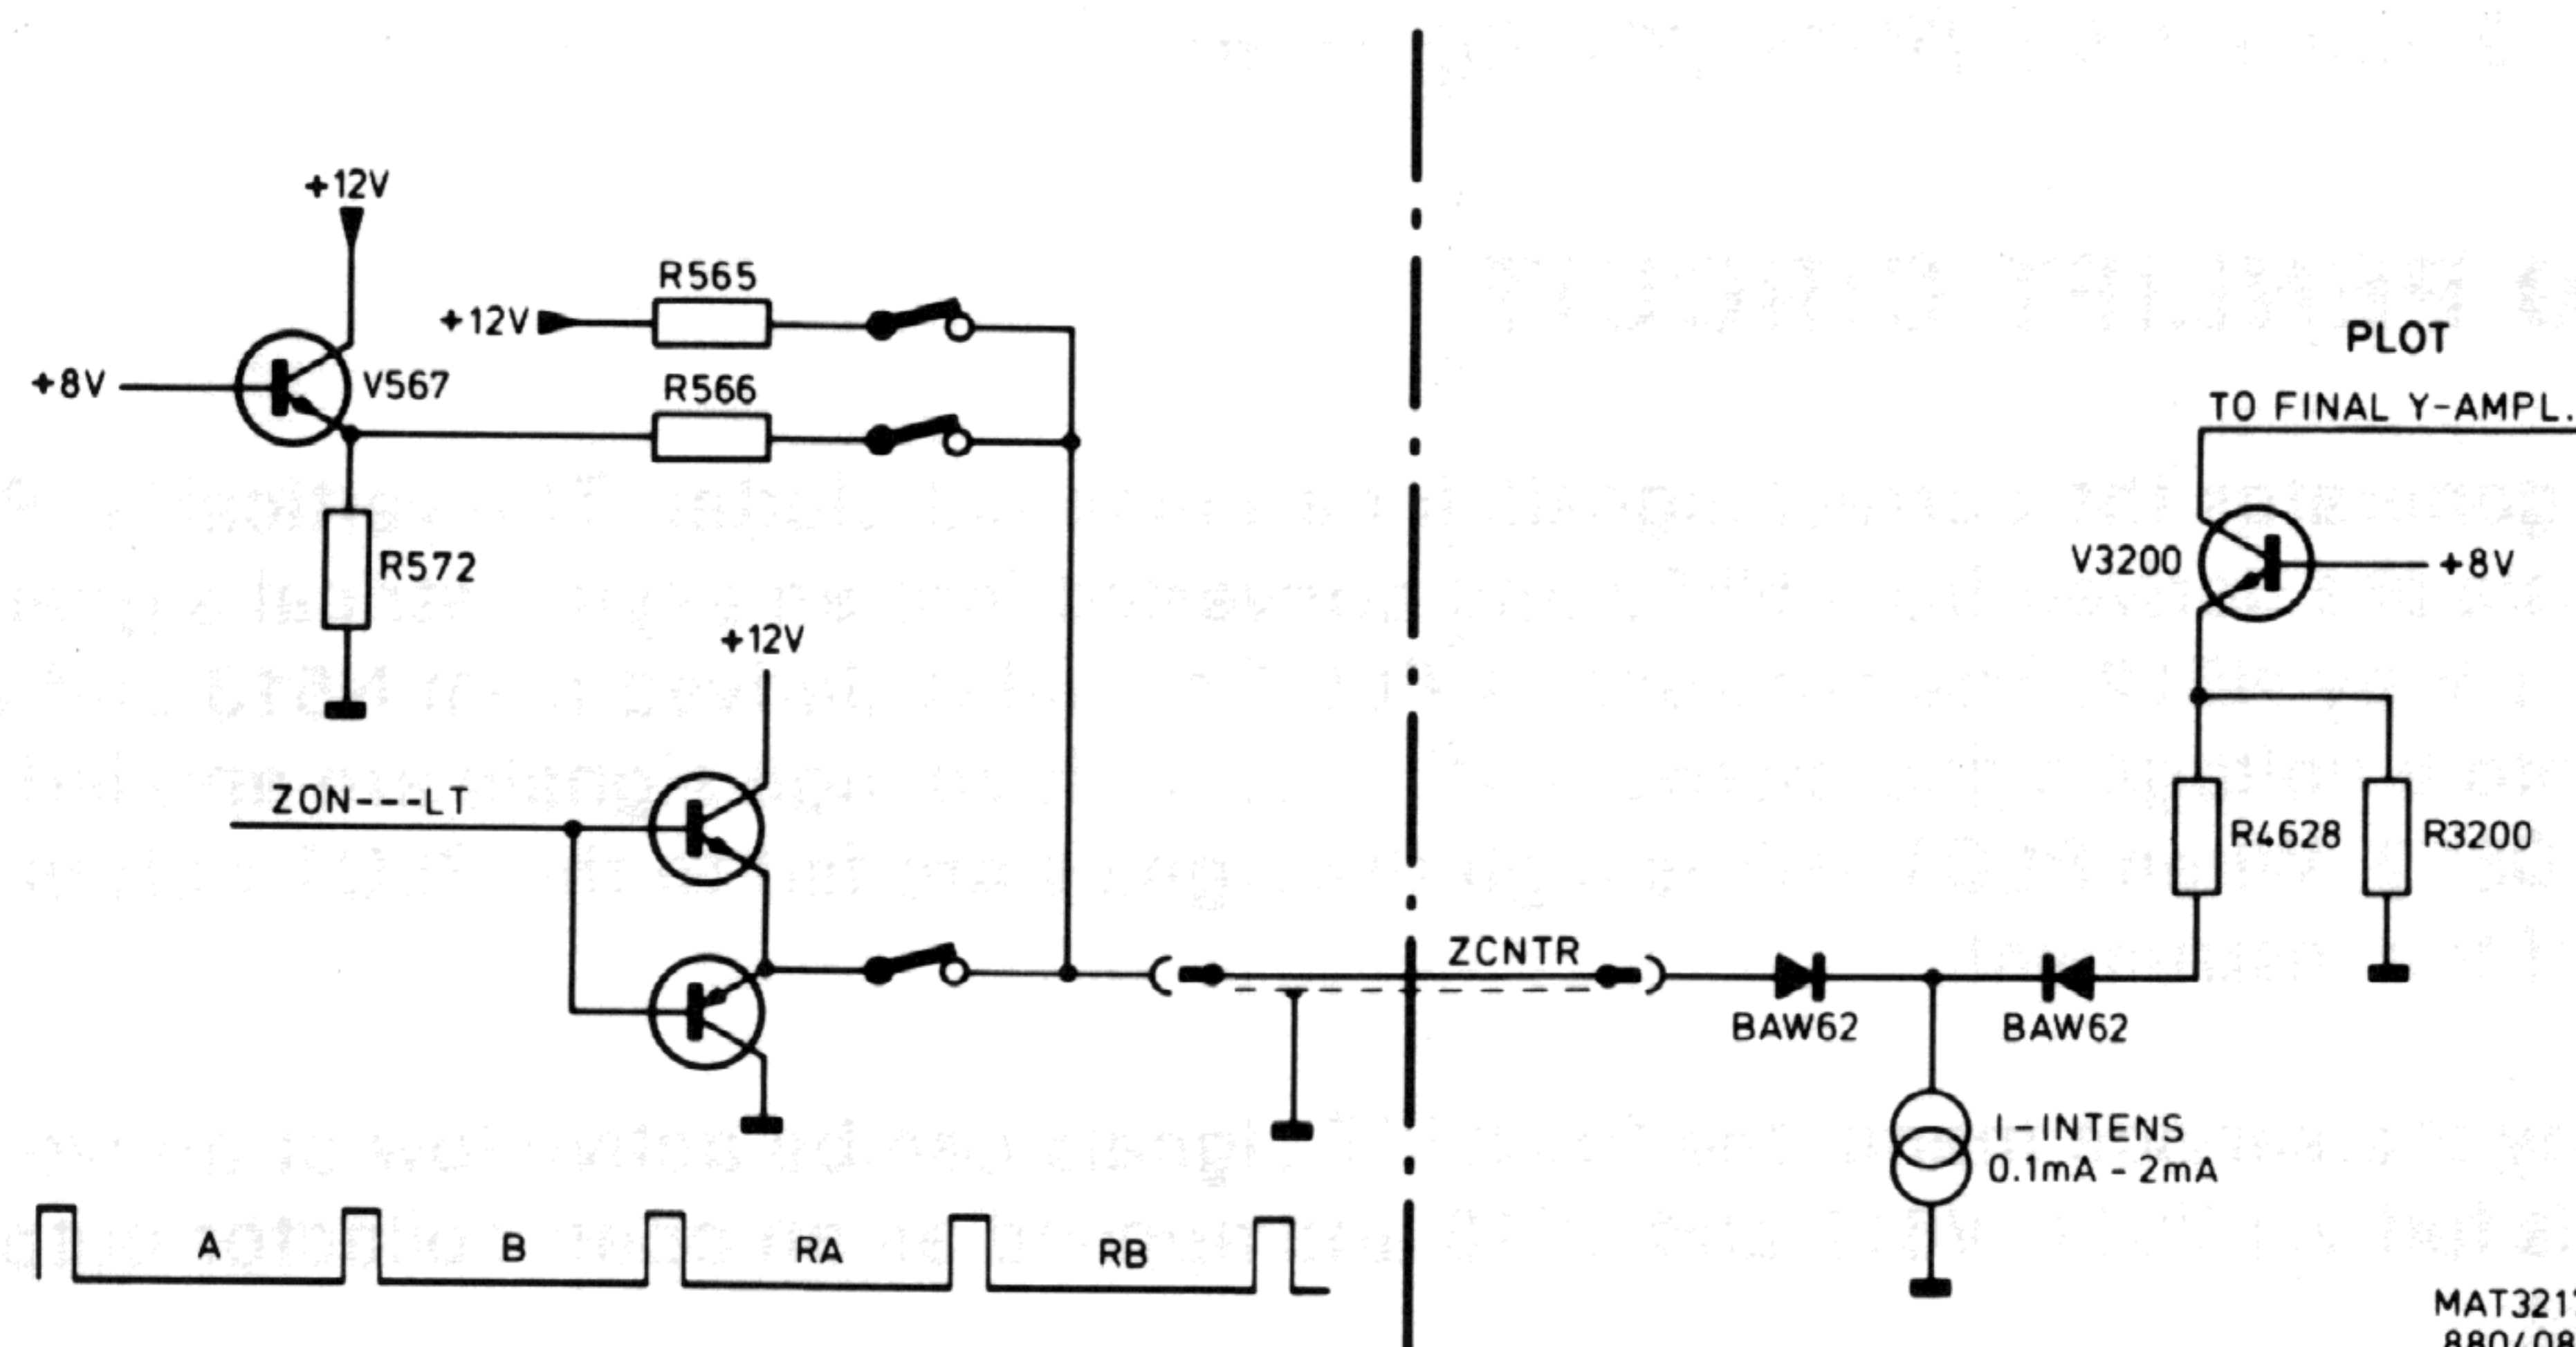 +12V
R565
+12V
PLOT
+8V
V567
R566
TO FINAL Y-AMPL.
V3200
+8V
R572
+12V
ZON---LT
R4628
R3200
ZCNTR
BAW62
BAW62
I-INTENS
0.1mA - 2mA
A
B
RA
RB